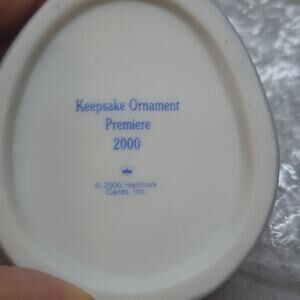 Keepsake Ornament
Premiere
2000
© 2000 Hallmark
Cards, Inc.